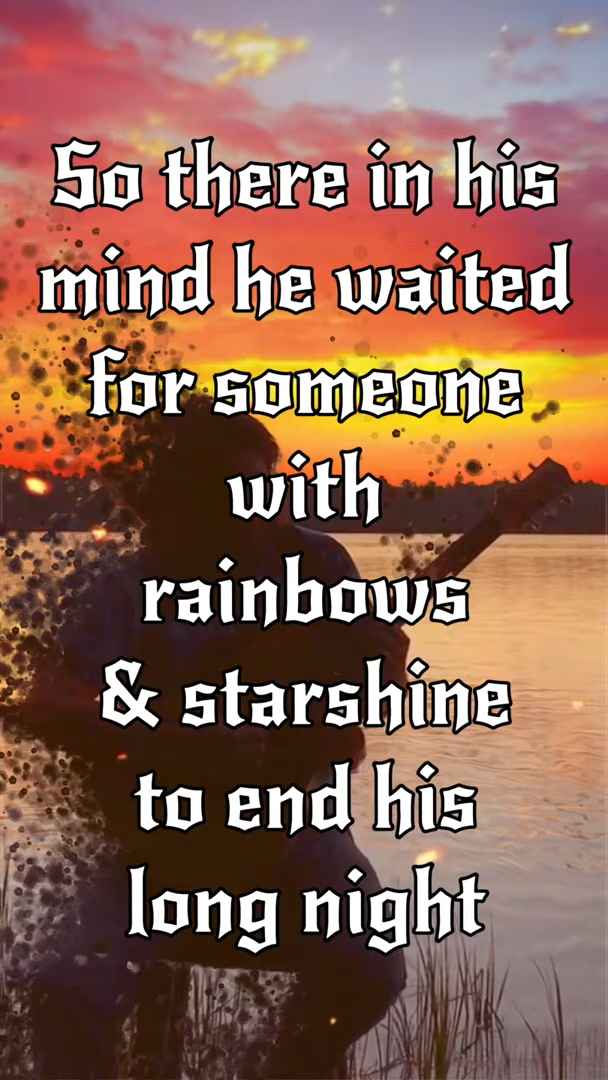 So there in his
mind he waited
for someone
with
rainbows
& starshine
to end his
long night